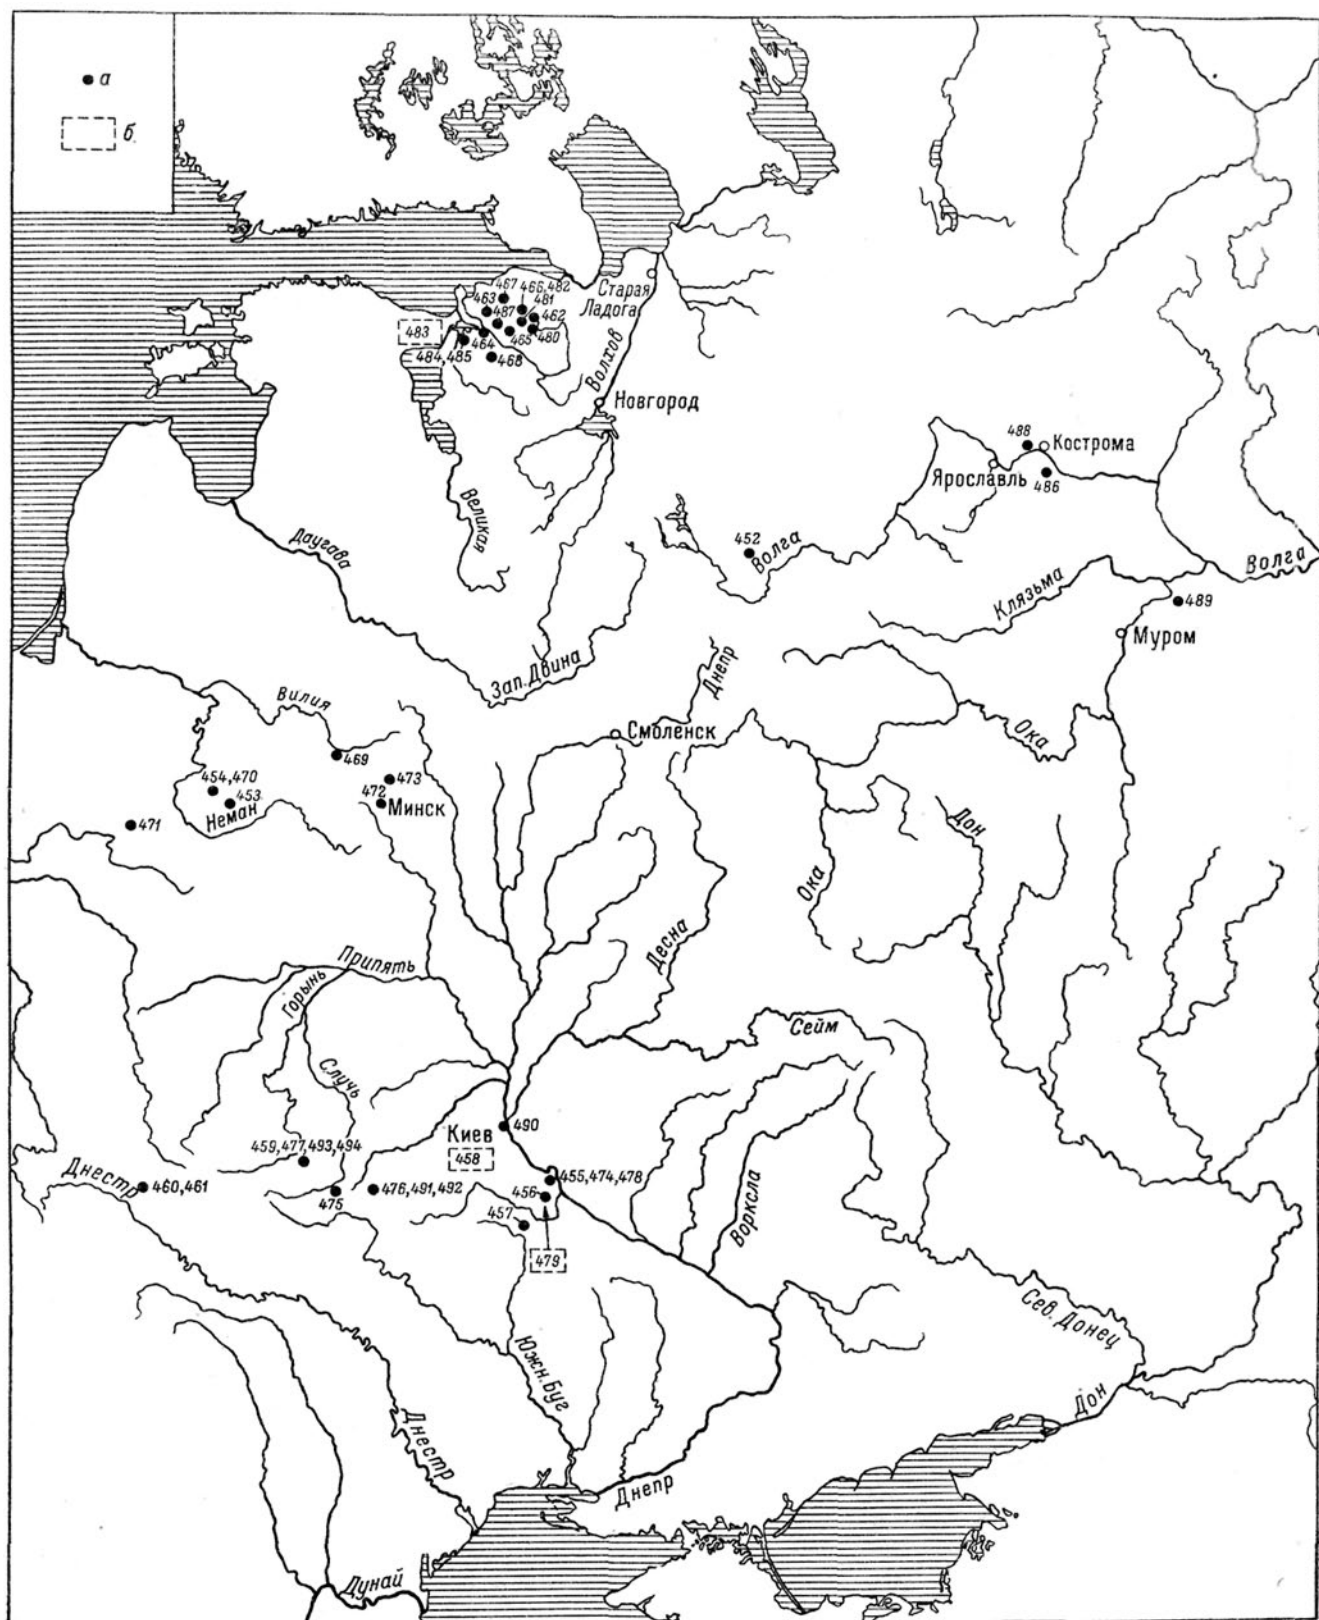 а
б
467
466,482
463
481
487
462
483
464
465
480
484,485
468
Старая
Ладога
Волхов
Новгород
488
Кострома
Ярославль
486
Великая
452
Волга
Волга
Даугава
Клязьма
489
Муром
Зап. Двина
Днепр
Вилия
Смоленск
Ока
469
454,470
473
453
472
Минск
Неман
471
Дон
Ока
Десна
Припять
Горынь
Сейм
Случь
490
Киев
459,477,493,494
458
Днестр
460,461
455,474,478
476,491,492
456
475
457
Ворксла
479
Сев. Донец
Южн. Буг
Дон
Днестр
Днепр
Дунай